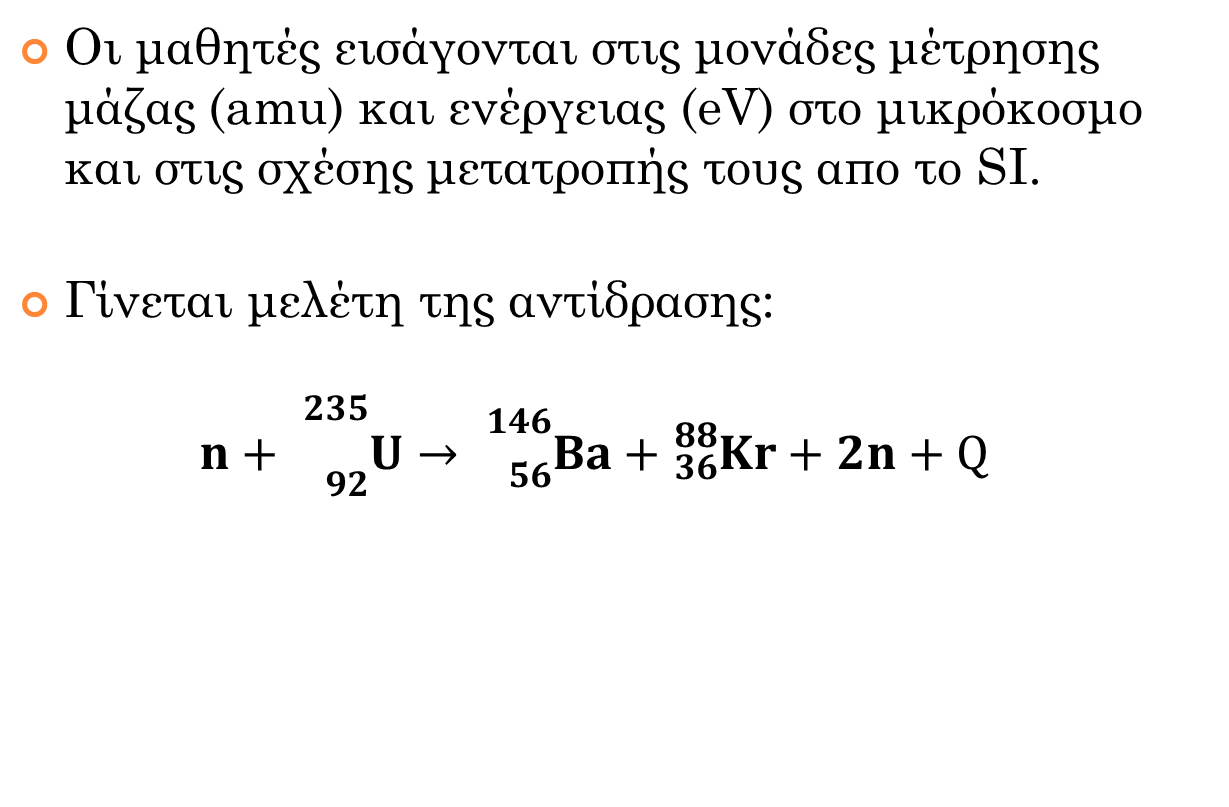 Οι μαθητές εισάγονται στις μονάδες μέτρησης
μάζας (amu) και ενέργειας (eV) στο μικρόκοσμο
και στις σχέσης μετατροπής τους απο το SI.
Γίνεται μελέτη της αντίδρασης:
n + ²³⁵₉₂U → ¹⁴⁶₅₆Ba + ⁸⁸₃₆Kr + 2n + Q